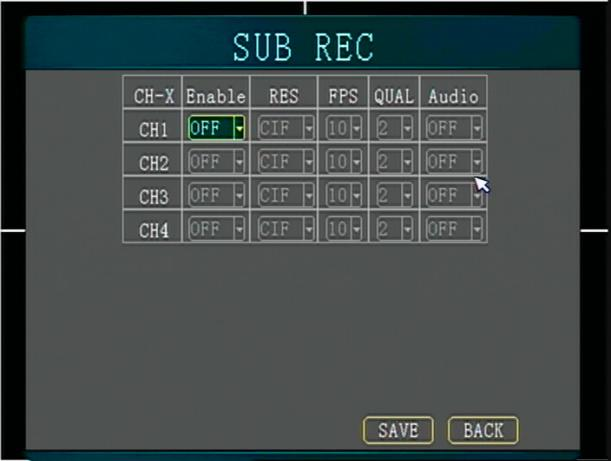 SUB REC
CH-X Enable RES FPS QUAL Audio
CH1 OFF CIF 10 2 OFF
CH2 OFF CIF 10 2 OFF
CH3 OFF CIF 10 2 OFF
CH4 OFF CIF 10 2 OFF
SAVE BACK